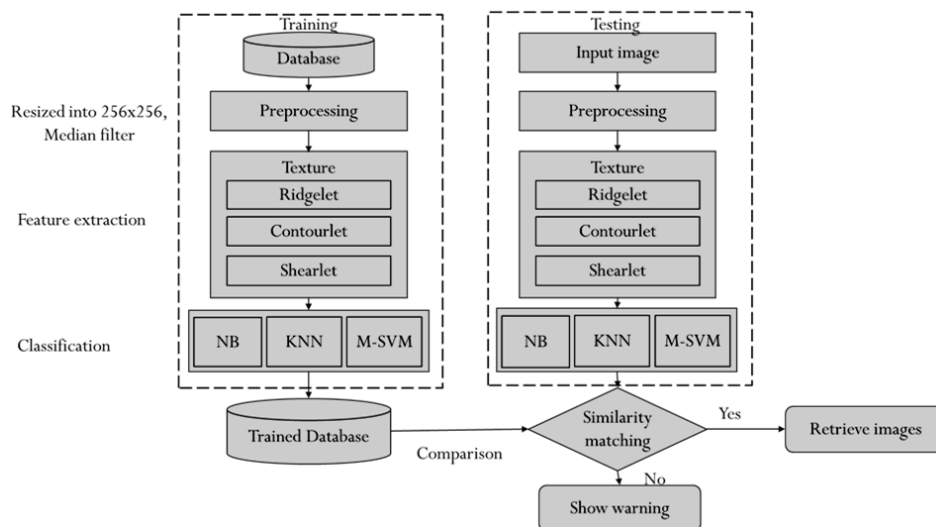 Training
Database
Resized into 256x256,
Median filter
Preprocessing
Feature extraction
Texture
Ridgelet
Contourlet
Shearlet
Classification
NB
KNN
M-SVM
Trained Database
Comparison
Testing
Input image
Preprocessing
Texture
Ridgelet
Contourlet
Shearlet
NB
KNN
M-SVM
Similarity
matching
Yes
Retrieve images
No
Show warning